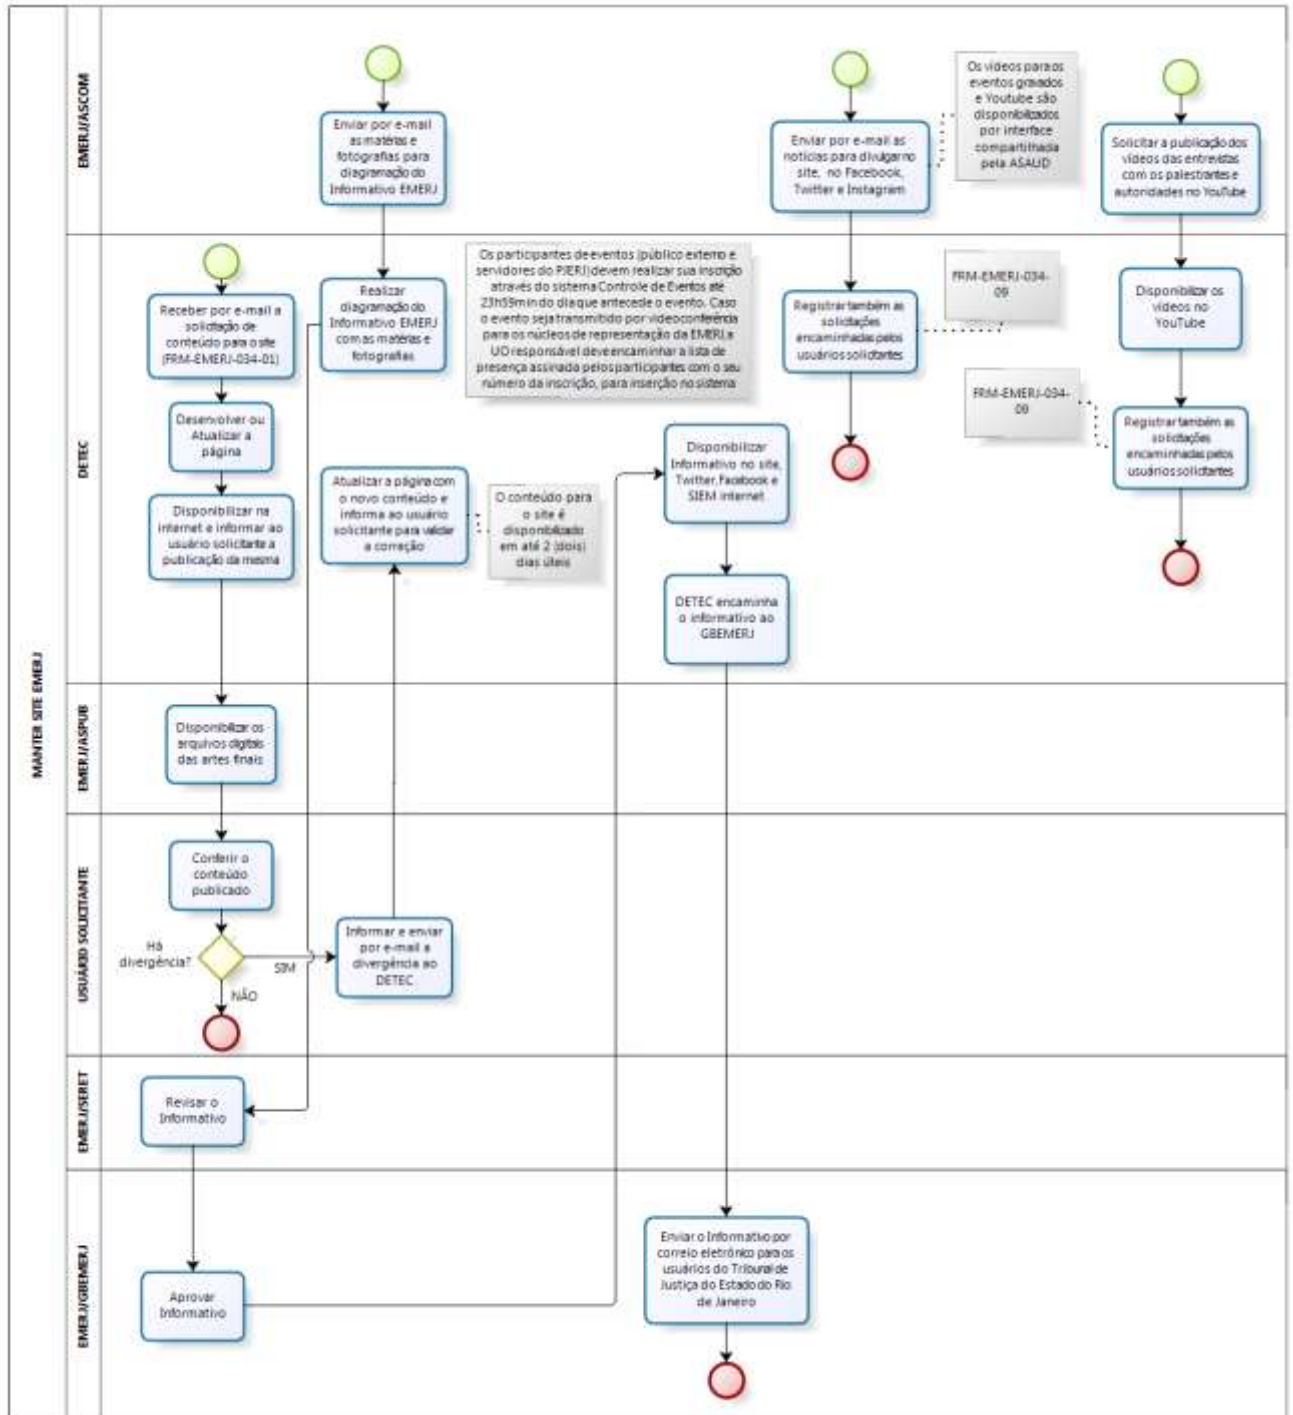 MANTER SITE EMERJ
EMERJ/ASCOM
Enviar por e-mail
as matérias e
fotografias para
diagramação do
Informativo EMERJ
Enviar por e-mail as
notícias para divulgar no
site, no Facebook,
Twitter e Instagram
Os vídeos para os
eventos gravados
e Youtube são
disponibilizados
por interface
compartilhada
pela ASAUD
Solicitar a publicação dos
vídeos das entrevistas
com os palestrantes e
autoridades no YouTube
DETEC
Receber por e-mail a
solicitação de
conteúdo para o site
(FRM-EMERJ-034-01)
Desenvolver ou
Atualizar a
página
Disponibilizar na
internet e informar ao
usuário solicitante a
publicação da mesma
Realizar
diagramação do
Informativo EMERJ
com as matérias e
fotografias
Os participantes de eventos (público externo e
servidores do PJERJ) devem realizar sua inscrição
através do sistema Controle de Eventos até
23h59min do dia que antecede o evento. Caso
o evento seja transmitido por videoconferência
para os núcleos de representação da EMERJ, a
UO responsável deve encaminhar a lista de
presença assinada pelos participantes com o seu
número da inscrição, para inserção no sistema
Atualizar a página com
o novo conteúdo e
informa ao usuário
solicitante para validar
a correção
O conteúdo para
o site é
disponibilizado
em até 2 (dois)
dias úteis
Disponibilizar
Informativo no site,
Twitter, Facebook e
SIEM internet
DETEC encaminha
o informativo ao
GBEMERJ
Registrar também as
solicitações
encaminhadas pelos
usuários solicitantes
FRM-EMERJ-034-
09
Disponibilizar os
vídeos no
YouTube
FRM-EMERJ-034-
09
Registrar também as
solicitações
encaminhadas pelos
usuários solicitantes
EMERJ/ASPUB
Disponibilizar os
arquivos digitais
das artes finais
USUÁRIO SOLICITANTE
Conferir o
conteúdo
publicado
Há
divergência?
SIM
NÃO
Informar e enviar
por e-mail a
divergência ao
DETEC
EMERJ/SERET
Revisar o
Informativo
EMERJ/GBEMERJ
Aprovar
Informativo
Enviar o Informativo por
correio eletrônico para os
usuários do Tribunal de
Justiça do Estado do Rio
de Janeiro